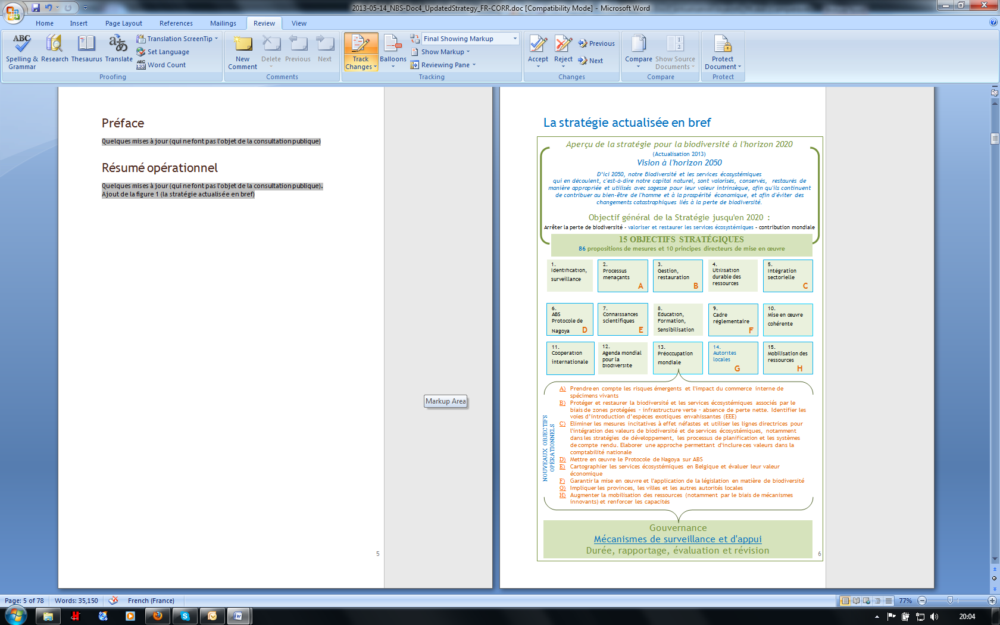 2013-05-14_NBS-Doc4_UpdatedStrategy_FR-CORR.doc [Compatibility Mode] - Microsoft Word
Home Insert Page Layout References Mailings Review View
Spelling & Grammar
Research
Thesaurus
Translate
Translation ScreenTip
Set Language
Word Count
Proofing
New Comment
Delete
Previous
Next
Comments
Track Changes
Balloons
Final Showing Markup
Show Markup
Reviewing Pane
Tracking
Accept
Reject
Previous
Next
Changes
Compare
Show Source Documents
Compare
Protect Document
Protect
Préface
Quelques mises à jour (qui ne font pas l'objet de la consultation publique)
Résumé opérationnel
Quelques mises à jour (qui ne font pas l'objet de la consultation publique).
Ajout de la figure 1 (la stratégie actualisée en bref)
5
Markup Area
La stratégie actualisée en bref
Aperçu de la stratégie pour la biodiversité à l'horizon 2020
(Actualisation 2013)
Vision à l'horizon 2050
D'ici 2050, notre Biodiversité et les services écosystémiques
qui en découlent, c'est-à-dire notre capital naturel, sont valorisés, conservés, restaurés de
manière appropriée et utilisés avec sagesse pour leur valeur intrinsèque, afin qu'ils continuent
de contribuer au bien-être de l'homme et à la prospérité économique, et afin d'éviter des
changements catastrophiques liés à la perte de biodiversité.
Objectif général de la Stratégie jusqu'en 2020 :
Arrêter la perte de biodiversité - valoriser et restaurer les services écosystémiques - contribution mondiale
15 OBJECTIFS STRATÉGIQUES
86 propositions de mesures et 10 principes directeurs de mise en œuvre
1.
Identification,
surveillance
2.
Processus
menaçants
A
3.
Gestion,
restauration
B
4.
Utilisation
durable des
ressources
5.
Intégration
sectorielle
C
6.
ABS
Protocole de
Nagoya D
7.
Connaissances
scientifiques
E
8.
Education,
Formation,
Sensibilisation
9.
Cadre
réglementaire
F
10.
Mise en œuvre
cohérente
11.
Coopération
internationale
12.
Agenda mondial
pour la
biodiversité
13.
Préoccupation
mondiale
14.
Autorités
locales
G
15.
Mobilisation des
ressources
H
NOUVEAUX OBJECTIFS
OPÉRATIONNELS
A) Prendre en compte les risques émergents et l'impact du commerce interne de
spécimens vivants
B) Protéger et restaurer la biodiversité et les services écosystémiques associés par le
biais de zones protégées - infrastructure verte - absence de perte nette. Identifier les
voies d'introduction d'espèces exotiques envahissantes (EEE)
C) Eliminer les mesures incitatives à effet néfastes et utiliser les lignes directrices pour
l'intégration des valeurs de biodiversité et de services écosystémiques, notamment
dans les stratégies de développement, les processus de planification et les systèmes
de compte rendu. Elaborer une approche permettant d'inclure ces valeurs dans la
comptabilité nationale
D) Mettre en œuvre le Protocole de Nagoya sur ABS
E) Cartographier les services écosystémiques en Belgique et évaluer leur valeur
économique
F) Garantir la mise en œuvre et l'application de la législation en matière de biodiversité
G) Impliquer les provinces, les villes et les autres autorités locales
H) Augmenter la mobilisation des ressources (notamment par le biais de mécanismes
innovants) et renforcer les capacités
Gouvernance
Mécanismes de surveillance et d'appui
Durée, rapportage, évaluation et révision
6
Page: 5 of 78 Words: 35,150 French (France) 77%
20:04